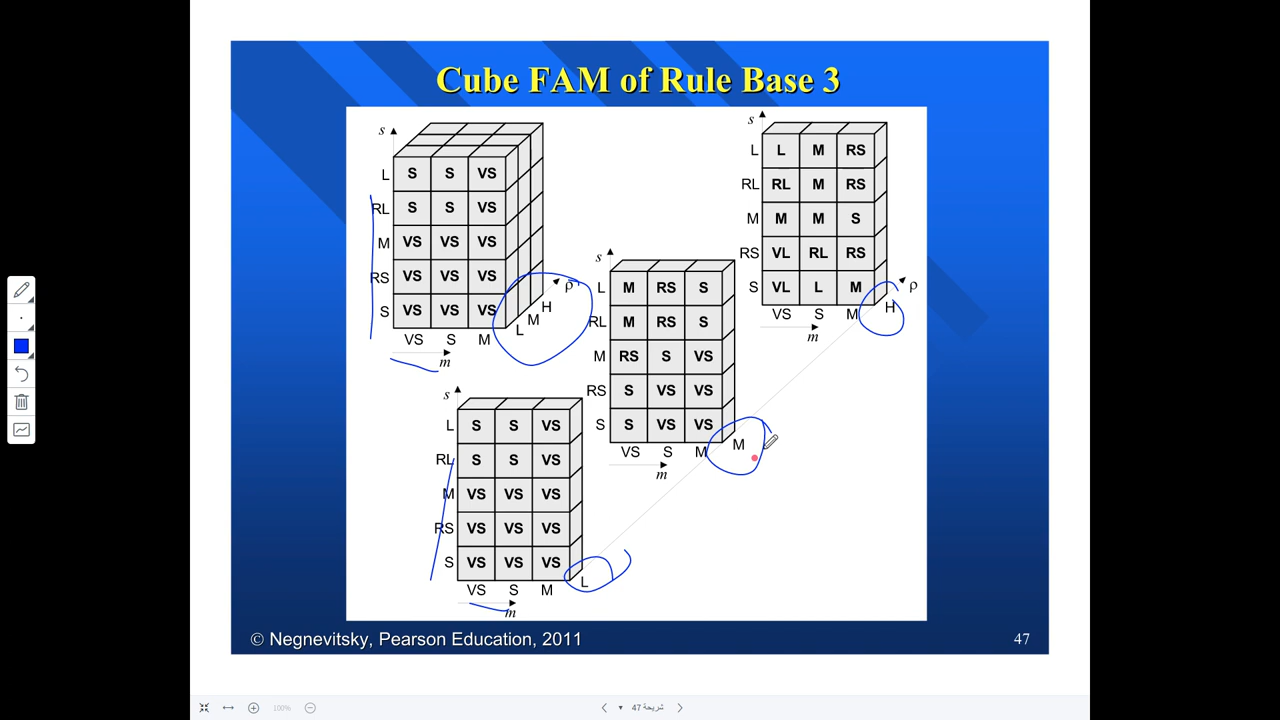 Cube FAM of Rule Base 3
s
L S S VS
RL S S VS
M VS VS VS
RS VS VS VS
S VS VS VS
VS S M
m
L M H ρ
s
L L M RS
RL RL M RS
M M M S
RS VL RL RS
S VL L M
VS S M
m
H ρ
s
L M RS S
RL M RS S
M RS S VS
RS S VS VS
S S VS VS
VS S M
m
M
s
L S S VS
RL S S VS
M VS VS VS
RS VS VS VS
S VS VS VS
VS S M
m
L
© Negnevitsky, Pearson Education, 2011
47
100%
شريحة 47